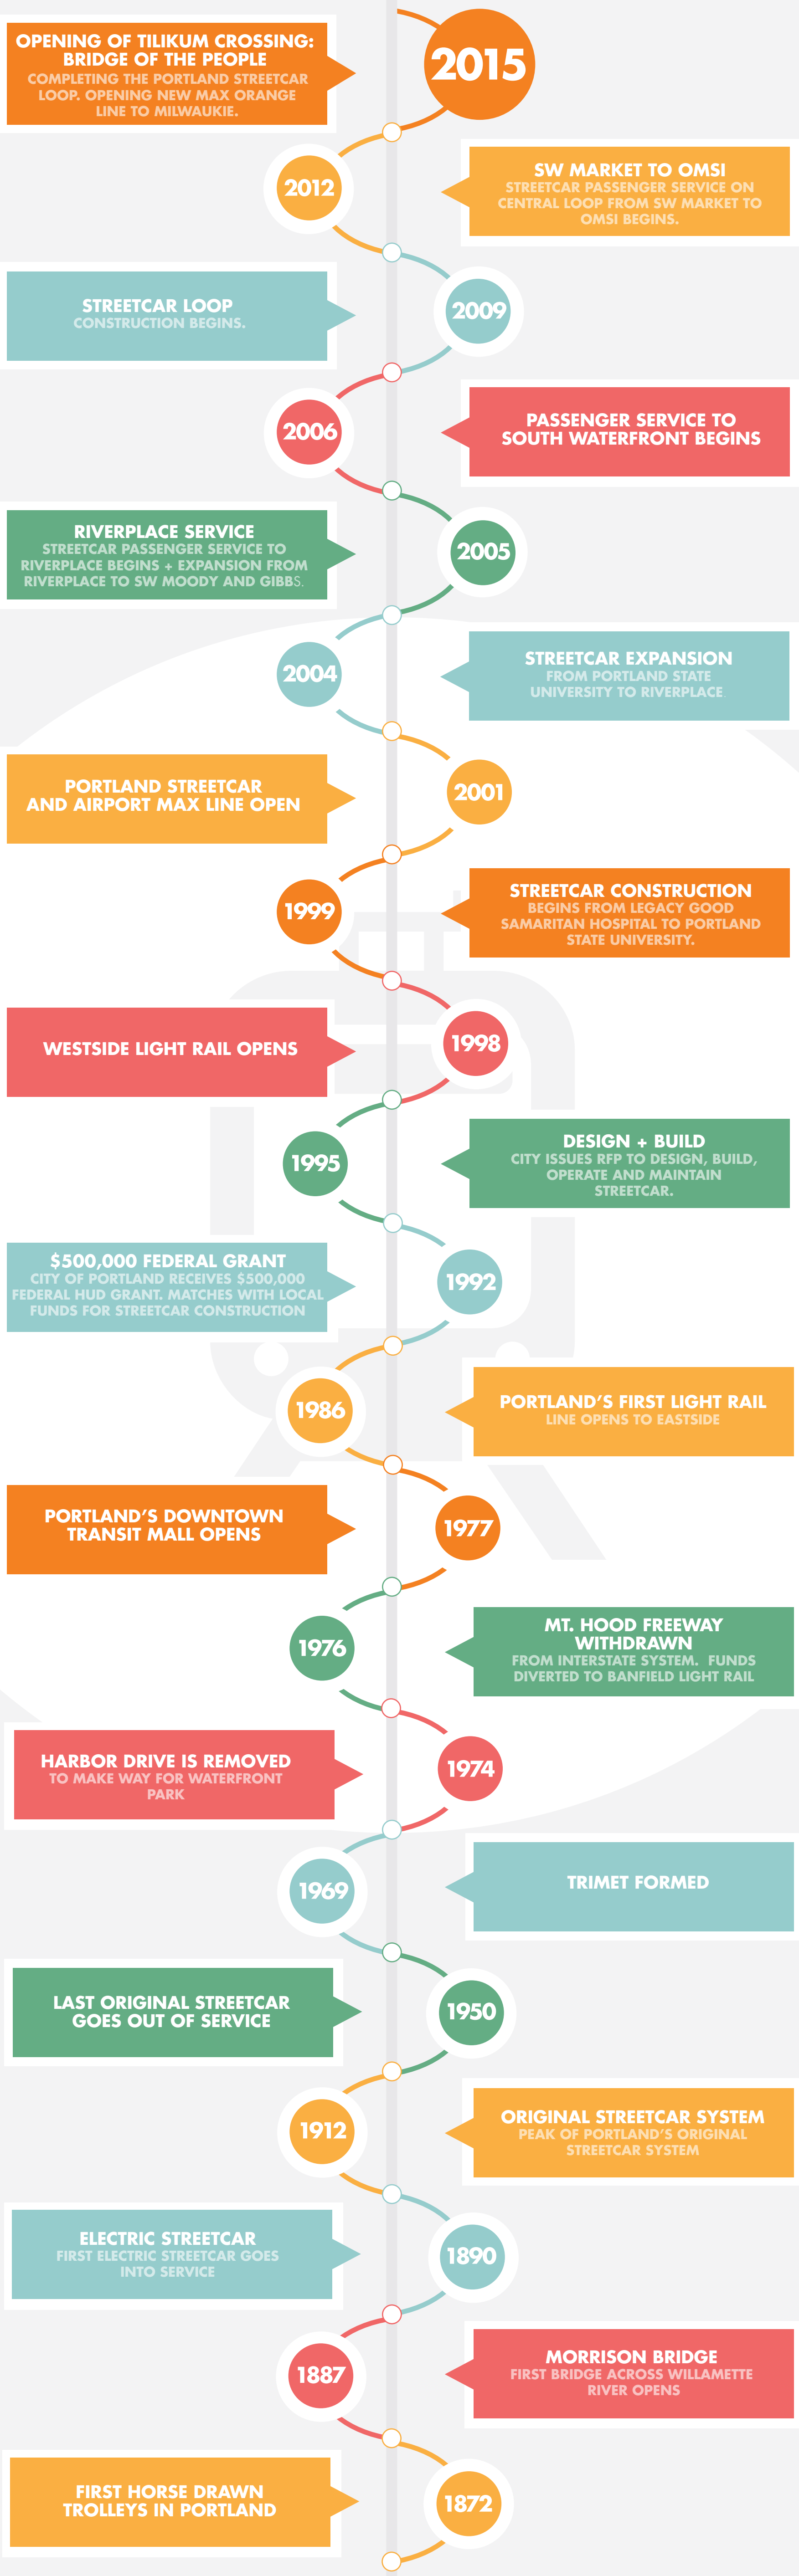 OPENING OF TILIKUM CROSSING:
BRIDGE OF THE PEOPLE
COMPLETING THE PORTLAND STREETCAR
LOOP. OPENING NEW MAX ORANGE
LINE TO MILWAUKIE.
2015
2012
SW MARKET TO OMSI
STREETCAR PASSENGER SERVICE ON
CENTRAL LOOP FROM SW MARKET TO
OMSI BEGINS.
STREETCAR LOOP
CONSTRUCTION BEGINS.
2009
2006
PASSENGER SERVICE TO
SOUTH WATERFRONT BEGINS
RIVERPLACE SERVICE
STREETCAR PASSENGER SERVICE TO
RIVERPLACE BEGINS + EXPANSION FROM
RIVERPLACE TO SW MOODY AND GIBBS.
2005
2004
STREETCAR EXPANSION
FROM PORTLAND STATE
UNIVERSITY TO RIVERPLACE
PORTLAND STREETCAR
AND AIRPORT MAX LINE OPEN
2001
1999
STREETCAR CONSTRUCTION
BEGINS FROM LEGACY GOOD
SAMARITAN HOSPITAL TO PORTLAND
STATE UNIVERSITY.
WESTSIDE LIGHT RAIL OPENS
1998
1995
DESIGN + BUILD
CITY ISSUES RFP TO DESIGN, BUILD,
OPERATE AND MAINTAIN
STREETCAR.
$500,000 FEDERAL GRANT
CITY OF PORTLAND RECEIVES $500,000
FEDERAL HUD GRANT. MATCHES WITH LOCAL
FUNDS FOR STREETCAR CONSTRUCTION
1992
1986
PORTLAND'S FIRST LIGHT RAIL
LINE OPENS TO EASTSIDE
PORTLAND'S DOWNTOWN
TRANSIT MALL OPENS
1977
1976
MT. HOOD FREEWAY
WITHDRAWN
FROM INTERSTATE SYSTEM. FUNDS
DIVERTED TO BANFIELD LIGHT RAIL
HARBOR DRIVE IS REMOVED
TO MAKE WAY FOR WATERFRONT
PARK
1974
1969
TRIMET FORMED
LAST ORIGINAL STREETCAR
GOES OUT OF SERVICE
1950
1912
ORIGINAL STREETCAR SYSTEM
PEAK OF PORTLAND'S ORIGINAL
STREETCAR SYSTEM
ELECTRIC STREETCAR
FIRST ELECTRIC STREETCAR GOES
INTO SERVICE
1890
1887
MORRISON BRIDGE
FIRST BRIDGE ACROSS WILLAMETTE
RIVER OPENS
FIRST HORSE DRAWN
TROLLEYS IN PORTLAND
1872